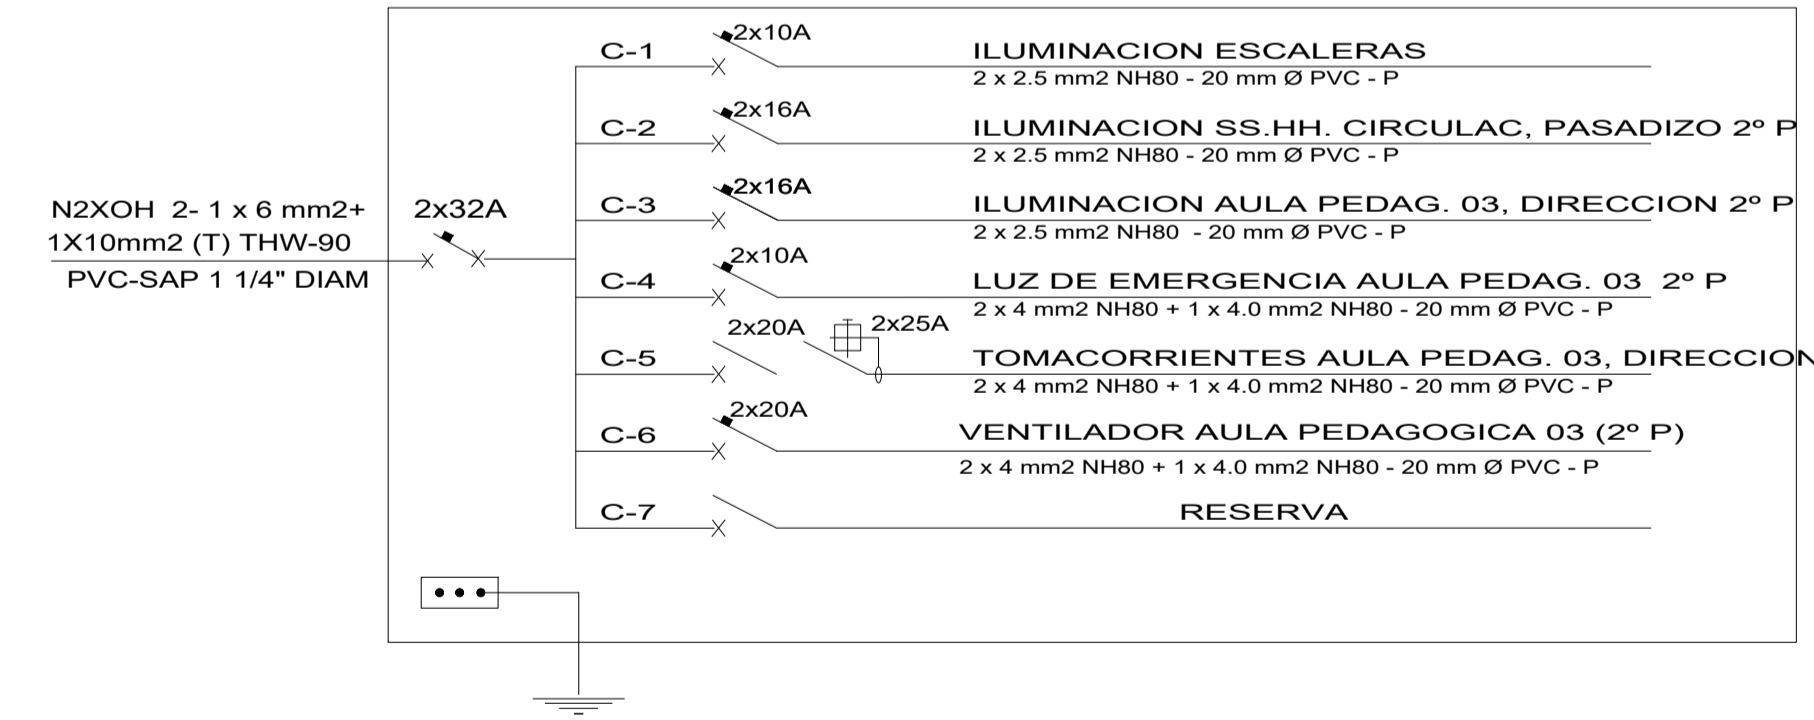 N2XOH  2- 1 x 6 mm2+
1X10mm2 (T) THW-90
PVC-SAP 1 1/4" DIAM
2x32A
C-1
2x10A
ILUMINACION ESCALERAS
2 x 2.5 mm2 NH80 - 20 mm Ø PVC - P
C-2
2x16A
ILUMINACION SS.HH. CIRCULAC, PASADIZO 2º P
2 x 2.5 mm2 NH80 - 20 mm Ø PVC - P
C-3
2x16A
ILUMINACION AULA PEDAG. 03, DIRECCION 2º P
2 x 2.5 mm2 NH80  - 20 mm Ø PVC - P
C-4
2x10A
LUZ DE EMERGENCIA AULA PEDAG. 03  2º P
2 x 4 mm2 NH80 + 1 x 4.0 mm2 NH80 - 20 mm Ø PVC - P
C-5
2x20A
2x25A
TOMACORRIENTES AULA PEDAG. 03, DIRECCION
2 x 4 mm2 NH80 + 1 x 4.0 mm2 NH80 - 20 mm Ø PVC - P
C-6
2x20A
VENTILADOR AULA PEDAGOGICA 03 (2º P)
2 x 4 mm2 NH80 + 1 x 4.0 mm2 NH80 - 20 mm Ø PVC - P
C-7
RESERVA